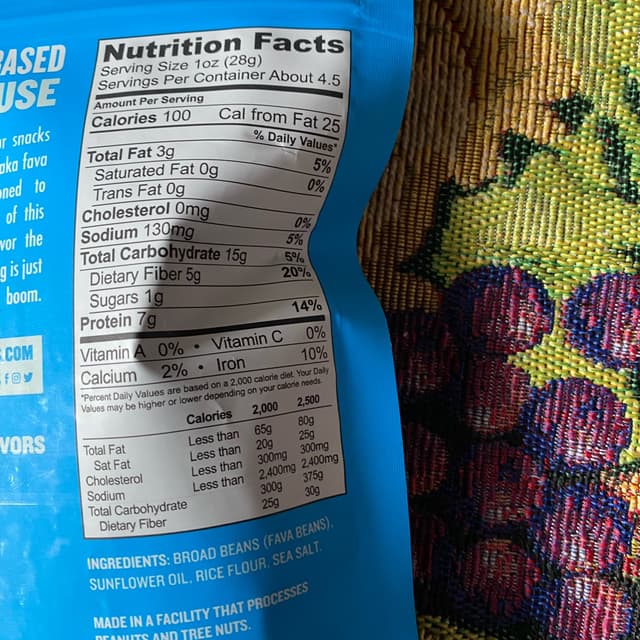 BASED
USE
snacks
aka fava
to
of this
the
g is just
boom.
.COM
VORS
Nutrition Facts
Serving Size 1oz (28g)
Servings Per Container About 4.5
Amount Per Serving
Calories 100 Cal from Fat 25
% Daily Values*
Total Fat 3g 5%
Saturated Fat 0g 0%
Trans Fat 0g
Cholesterol 0mg 0%
Sodium 130mg 5%
Total Carbohydrate 15g 5%
Dietary Fiber 5g 20%
Sugars 1g
Protein 7g 14%
Vitamin A 0% • Vitamin C 0%
Calcium 2% • Iron 10%
*Percent Daily Values are based on a 2,000 calorie diet. Your Daily
Values may be higher or lower depending on your calorie needs.
Calories 2,000 2,500
Total Fat Less than 65g 80g
Sat Fat Less than 20g 25g
Cholesterol Less than 300mg 300mg
Sodium Less than 2,400mg 2,400mg
Total Carbohydrate 300g 375g
Dietary Fiber 25g 30g
INGREDIENTS: BROAD BEANS (FAVA BEANS),
SUNFLOWER OIL, RICE FLOUR, SEA SALT.
MADE IN A FACILITY THAT PROCESSES
PEANUTS AND TREE NUTS.